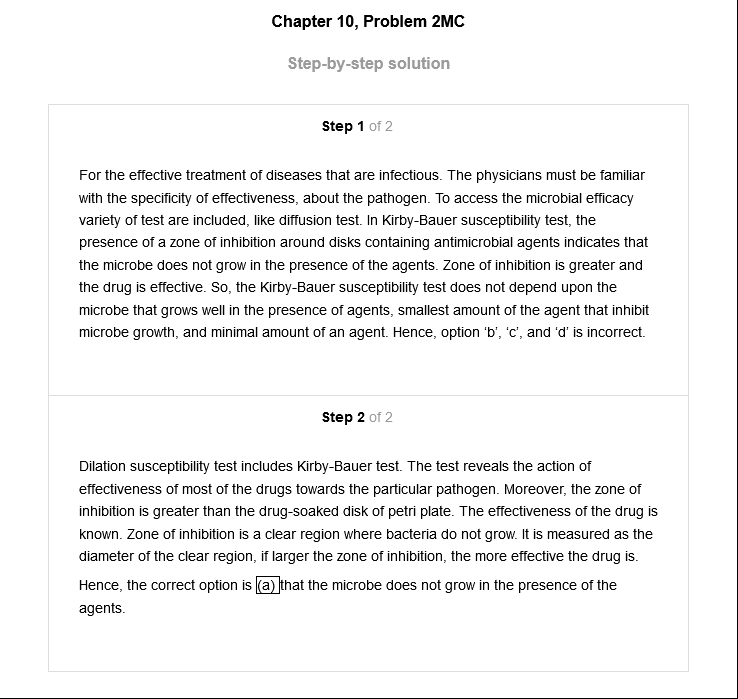 Chapter 10, Problem 2MC
Step-by-step solution
Step 1 of 2
For the effective treatment of diseases that are infectious. The physicians must be familiar
with the specificity of effectiveness, about the pathogen. To access the microbial efficacy
variety of test are included, like diffusion test. In Kirby-Bauer susceptibility test, the
presence of a zone of inhibition around disks containing antimicrobial agents indicates that
the microbe does not grow in the presence of the agents. Zone of inhibition is greater and
the drug is effective. So, the Kirby-Bauer susceptibility test does not depend upon the
microbe that grows well in the presence of agents, smallest amount of the agent that inhibit
microbe growth, and minimal amount of an agent. Hence, option ‘b’, ‘c’, and ‘d’ is incorrect.
Step 2 of 2
Dilation susceptibility test includes Kirby-Bauer test. The test reveals the action of
effectiveness of most of the drugs towards the particular pathogen. Moreover, the zone of
inhibition is greater than the drug-soaked disk of petri plate. The effectiveness of the drug is
known. Zone of inhibition is a clear region where bacteria do not grow. It is measured as the
diameter of the clear region, if larger the zone of inhibition, the more effective the drug is.
Hence, the correct option is (a) that the microbe does not grow in the presence of the
agents.